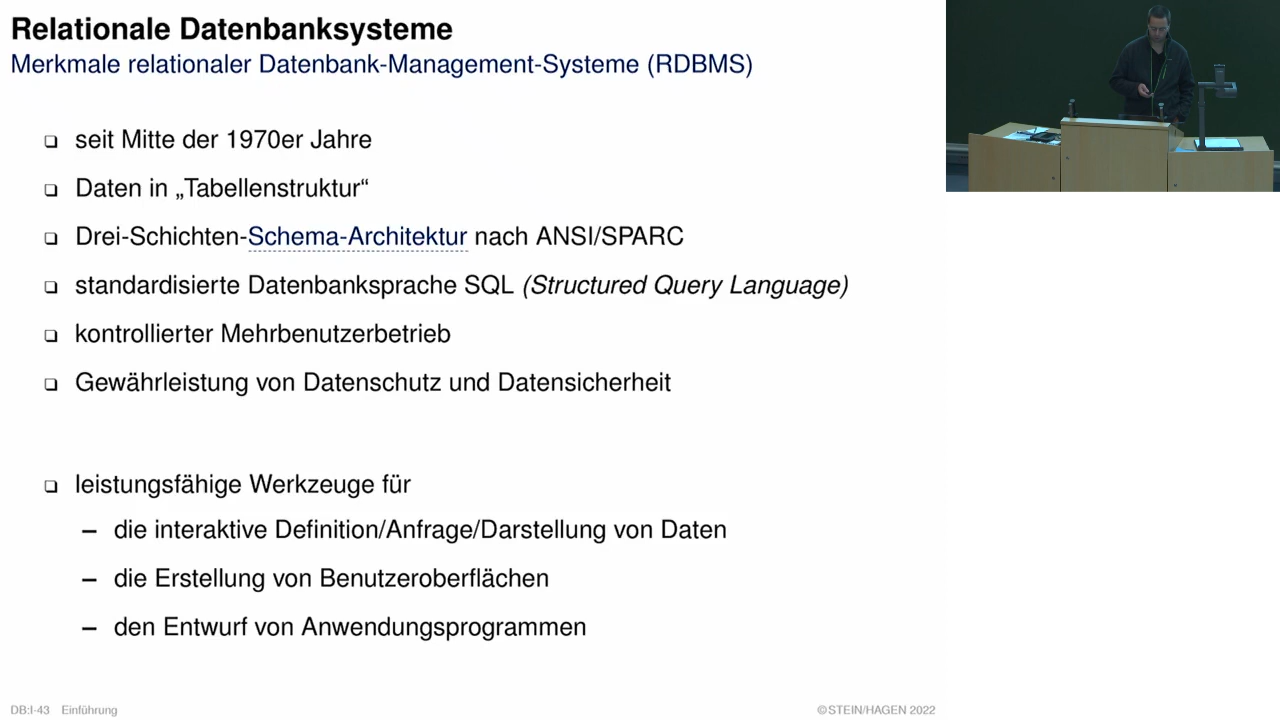 Relationale Datenbanksysteme
Merkmale relationaler Datenbank-Management-Systeme (RDBMS)
❑ seit Mitte der 1970er Jahre
❑ Daten in „Tabellenstruktur“
❑ Drei-Schichten-Schema-Architektur nach ANSI/SPARC
❑ standardisierte Datenbanksprache SQL (Structured Query Language)
❑ kontrollierter Mehrbenutzerbetrieb
❑ Gewährleistung von Datenschutz und Datensicherheit
❑ leistungsfähige Werkzeuge für
– die interaktive Definition/Anfrage/Darstellung von Daten
– die Erstellung von Benutzeroberflächen
– den Entwurf von Anwendungsprogrammen
DB:I-43 Einführung ©STEIN/HAGEN 2022